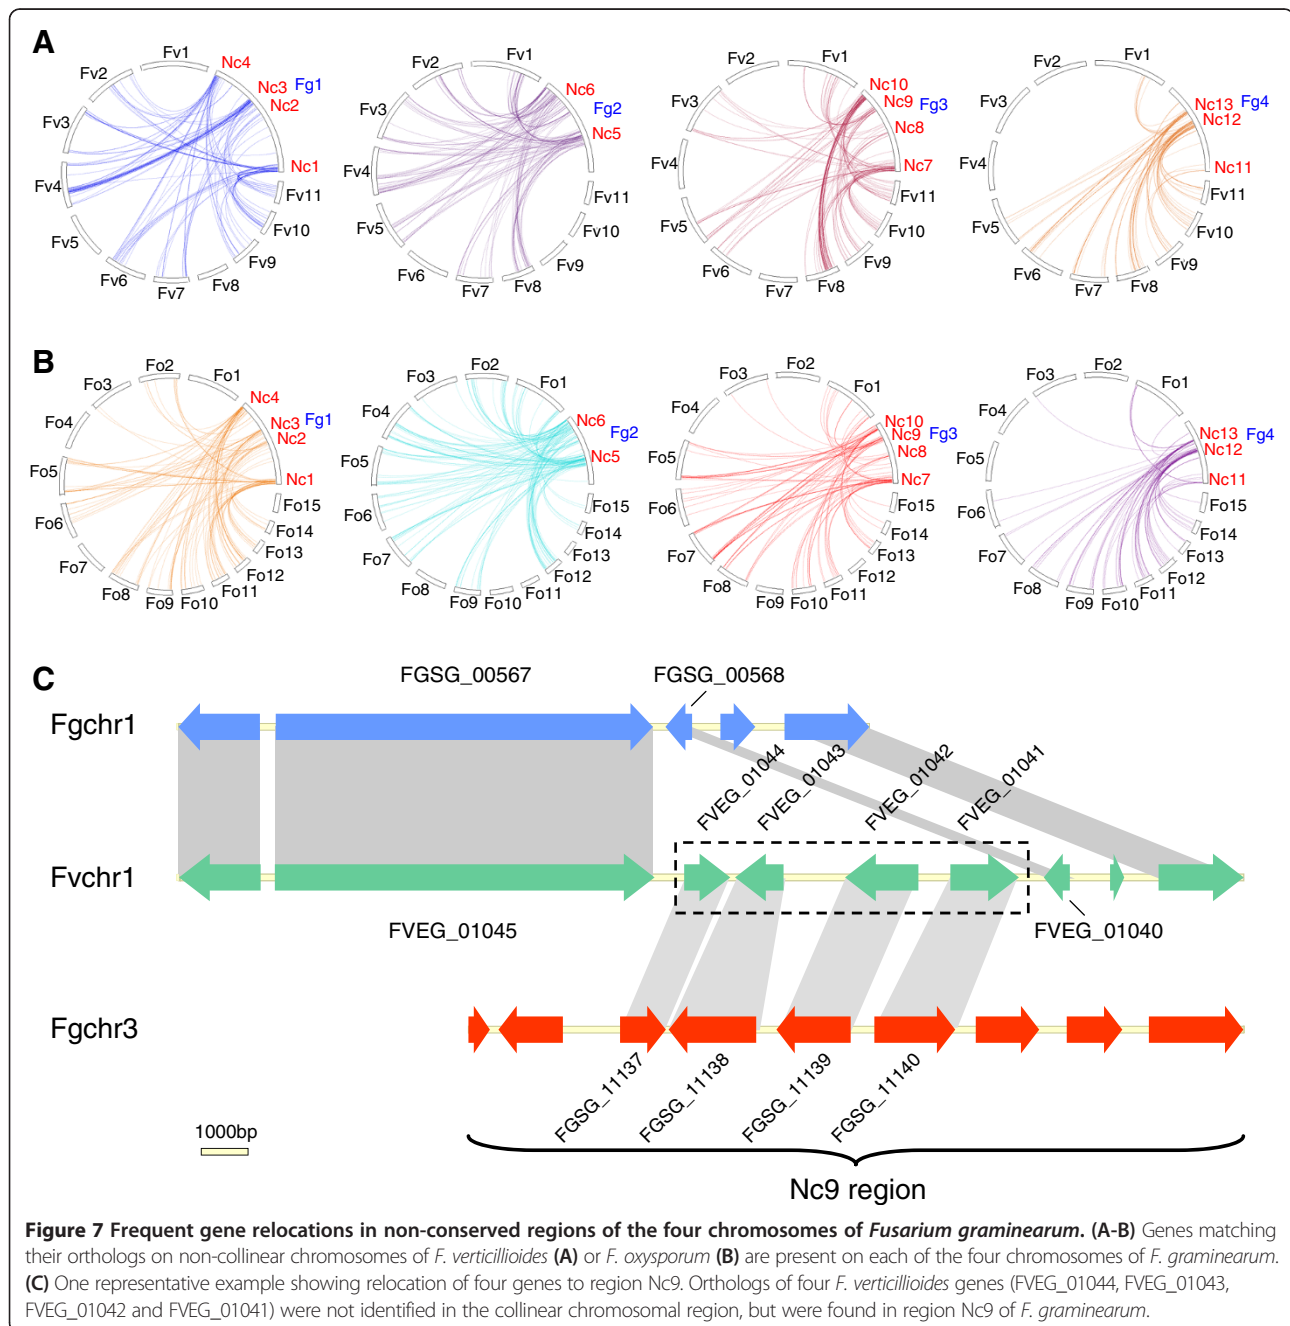 A
Fv1
Nc4
Fv2
Nc3 Fg1
Nc2
Fv3
Nc1
Fv4
Fv11
Fv10
Fv5
Fv9
Fv6
Fv7
Fv8
Fv1
Fv2
Nc6
Fg2
Fv3
Nc5
Fv4
Fv11
Fv5
Fv10
Fv9
Fv6
Fv7
Fv8
Fv1
Fv2
Nc10
Nc9 Fg3
Fv3
Nc8
Fv4
Nc7
Fv11
Fv5
Fv10
Fv9
Fv6
Fv7
Fv8
Fv1
Fv2
Nc13 Fg4
Nc12
Fv3
Fv4
Nc11
Fv11
Fv5
Fv10
Fv9
Fv6
Fv7
Fv8
B
Fo2
Fo1
Fo3
Nc4
Fo4
Nc3 Fg1
Nc2
Fo5
Nc1
Fo15
Fo6
Fo14
Fo13
Fo7
Fo12
Fo8
Fo11
Fo9
Fo10
Fo2
Fo1
Fo3
Fo4
Nc6
Fg2
Fo5
Nc5
Fo15
Fo6
Fo14
Fo13
Fo7
Fo12
Fo8
Fo11
Fo9
Fo10
Fo2
Fo1
Fo3
Fo4
Nc10
Nc9 Fg3
Nc8
Fo5
Nc7
Fo15
Fo6
Fo14
Fo13
Fo7
Fo12
Fo8
Fo11
Fo9
Fo10
Fo2
Fo1
Fo3
Fo4
Nc13 Fg4
Nc12
Fo5
Nc11
Fo15
Fo6
Fo14
Fo13
Fo7
Fo12
Fo8
Fo11
Fo9
Fo10
C
FGSG_00567
FGSG_00568
Fgchr1
FVEG_01044
FVEG_01043
FVEG_01042
FVEG_01041
Fvchr1
FVEG_01045
FVEG_01040
Fgchr3
FGSG_11137
FGSG_11138
FGSG_11139
FGSG_11140
1000bp
Nc9 region
Figure 7 Frequent gene relocations in non-conserved regions of the four chromosomes of Fusarium graminearum. (A-B) Genes matching
their orthologs on non-collinear chromosomes of F. verticillioides (A) or F. oxysporum (B) are present on each of the four chromosomes of F. graminearum.
(C) One representative example showing relocation of four genes to region Nc9. Orthologs of four F. verticillioides genes (FVEG_01044, FVEG_01043,
FVEG_01042 and FVEG_01041) were not identified in the collinear chromosomal region, but were found in region Nc9 of F. graminearum.